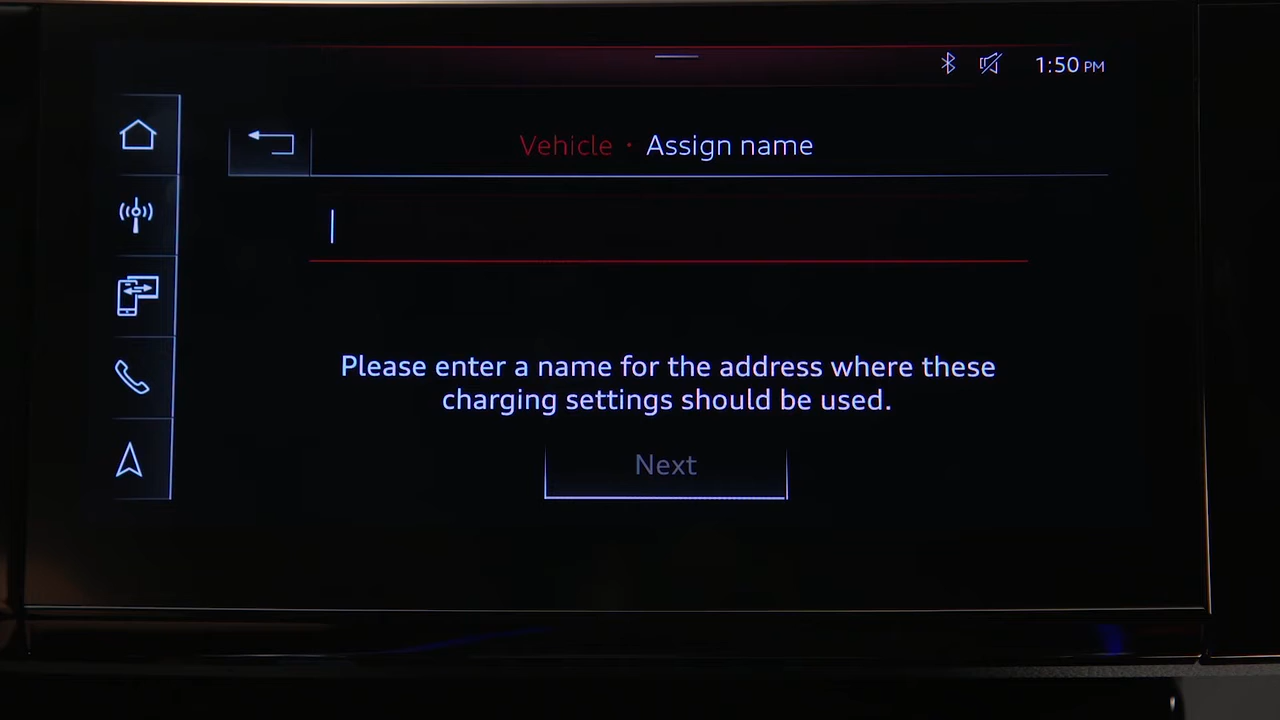 1:50 PM
Vehicle • Assign name
Please enter a name for the address where these
charging settings should be used.
Next